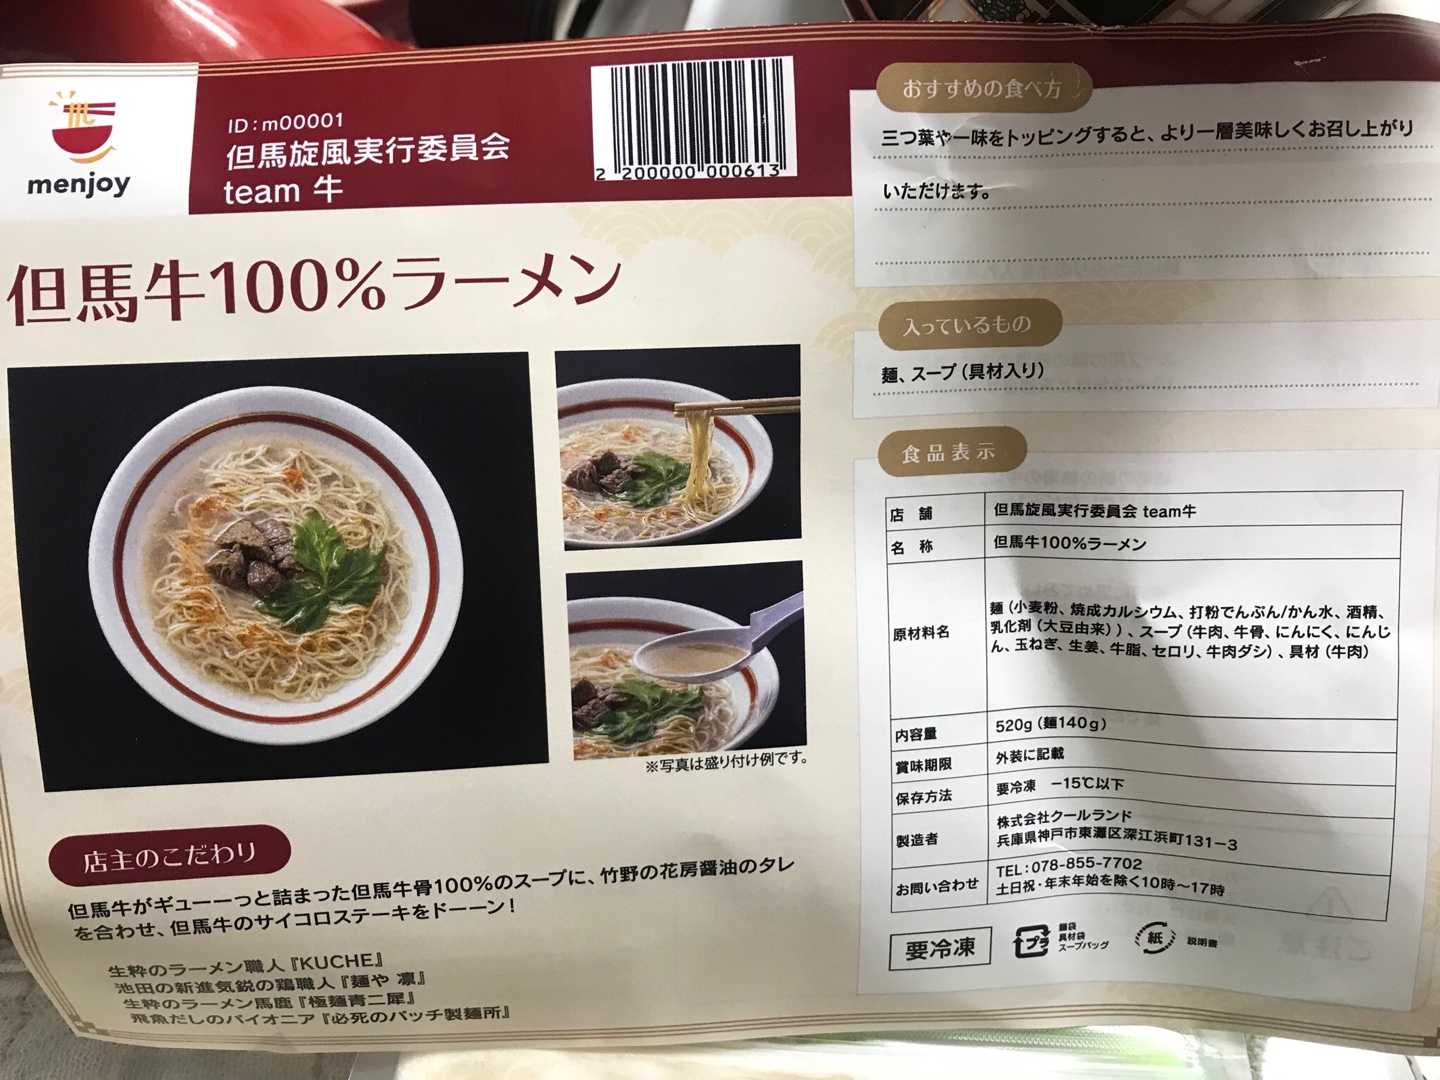 menjoy
ID:m00001
但馬旋風実行委員会
team 牛
2 200000 000613
但馬牛100%ラーメン
※写真は盛り付け例です。
店主のこだわり
但馬牛がギューーっと詰まった但馬牛骨100%のスープに、竹野の花房醤油のタレ
を合わせ、但馬牛のサイコロステーキをドーーン!
生粋のラーメン職人『KUCHE』
池田の新進気鋭の鶏職人『麺や 凛』
生粋のラーメン馬鹿『極麺青二犀』
飛魚だしのパイオニア『必死のパッチ製麺所』
おすすめの食べ方
三つ葉や一味をトッピングすると、より一層美味しくお召し上がり
いただけます。
入っているもの
麺、スープ(具材入り)
食品表示
店 舗 但馬旋風実行委員会 team牛
名 称 但馬牛100%ラーメン
原材料名
麺(小麦粉、焼成カルシウム、打粉でんぷん/かん水、酒精、
乳化剤(大豆由来))、スープ(牛肉、牛骨、にんにく、にんじ
ん、玉ねぎ、生姜、牛脂、セロリ、牛肉ダシ)、具材(牛肉)
内容量 520g(麺140g)
賞味期限 外装に記載
保存方法 要冷凍 -15℃以下
製造者 株式会社クールランド
兵庫県神戸市東灘区深江浜町131-3
お問い合わせ TEL:078-855-7702
土日祝・年末年始を除く10時~17時
要冷凍
プラ
麺袋
具材袋
スープバッグ
紙
説明書